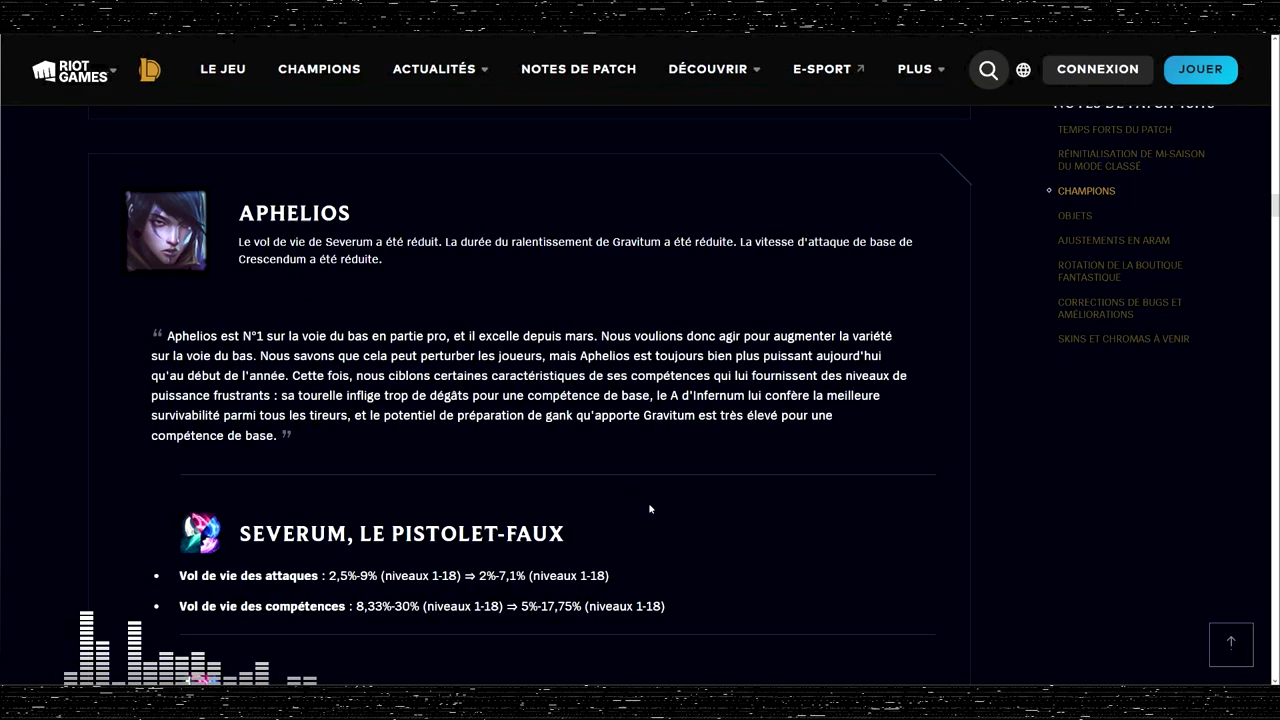 RIOT
GAMES
LE JEU
CHAMPIONS
ACTUALITÉS
NOTES DE PATCH
DÉCOUVRIR
E-SPORT
PLUS
CONNEXION
JOUER
TEMPS FORTS DU PATCH
RÉINITIALISATION DE MI-SAISON
DU MODE CLASSÉ
CHAMPIONS
OBJETS
AJUSTEMENTS EN ARAM
ROTATION DE LA BOUTIQUE
FANTASTIQUE
CORRECTIONS DE BUGS ET
AMÉLIORATIONS
SKINS ET CHROMAS À VENIR
APHELIOS
Le vol de vie de Severum a été réduit. La durée du ralentissement de Gravitum a été réduite. La vitesse d'attaque de base de
Crescendum a été réduite.
“ Aphelios est N°1 sur la voie du bas en partie pro, et il excelle depuis mars. Nous voulions donc agir pour augmenter la variété
sur la voie du bas. Nous savons que cela peut perturber les joueurs, mais Aphelios est toujours bien plus puissant aujourd'hui
qu'au début de l'année. Cette fois, nous ciblons certaines caractéristiques de ses compétences qui lui fournissent des niveaux de
puissance frustrants : sa tourelle inflige trop de dégâts pour une compétence de base, le A d'Infernum lui confère la meilleure
survivabilité parmi tous les tireurs, et le potentiel de préparation de gank qu'apporte Gravitum est très élevé pour une
compétence de base. ”
SEVERUM, LE PISTOLET-FAUX
• Vol de vie des attaques : 2,5%-9% (niveaux 1-18) ⇒ 2%-7,1% (niveaux 1-18)
• Vol de vie des compétences : 8,33%-30% (niveaux 1-18) ⇒ 5%-17,75% (niveaux 1-18)